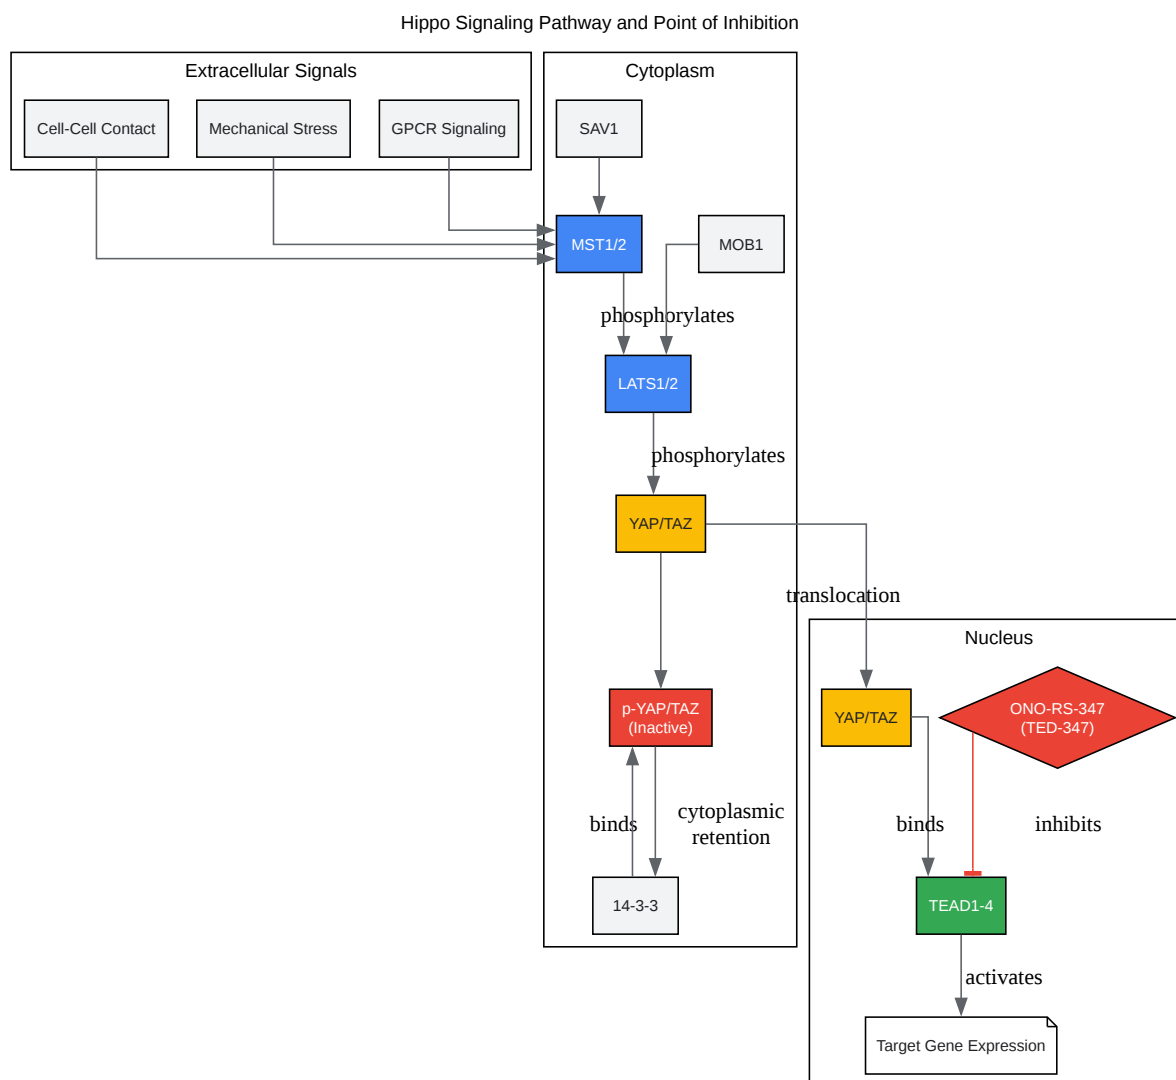 Hippo Signaling Pathway and Point of Inhibition
Extracellular Signals
Cell-Cell Contact
Mechanical Stress
GPCR Signaling
Cytoplasm
SAV1
MST1/2
MOB1
phosphorylates
LATS1/2
phosphorylates
YAP/TAZ
translocation
p-YAP/TAZ
(Inactive)
binds
cytoplasmic
retention
14-3-3
Nucleus
YAP/TAZ
ONO-RS-347
(TED-347)
binds
inhibits
TEAD1-4
activates
Target Gene Expression